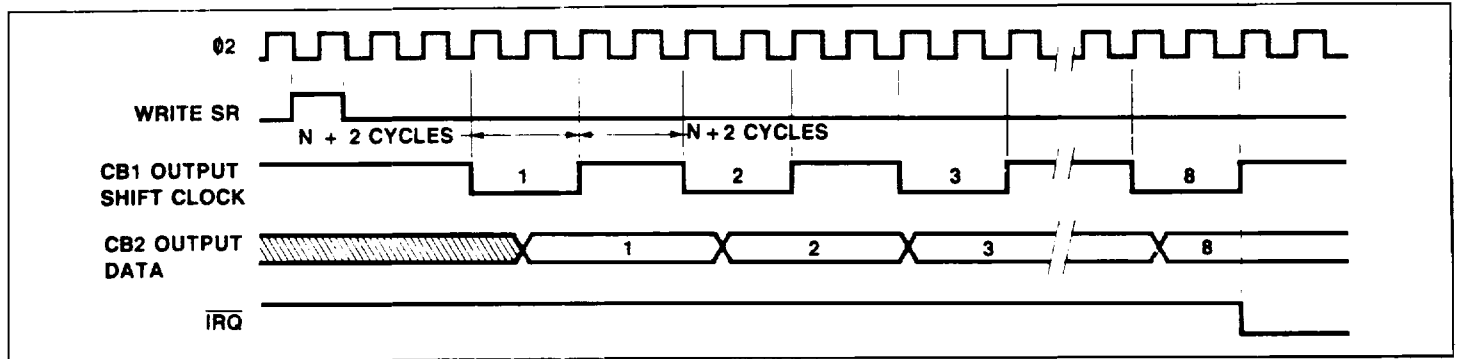 Ø2
WRITE SR
N + 2 CYCLES
N + 2 CYCLES
CB1 OUTPUT
SHIFT CLOCK
1
2
3
8
CB2 OUTPUT
DATA
1
2
3
8
IRQ